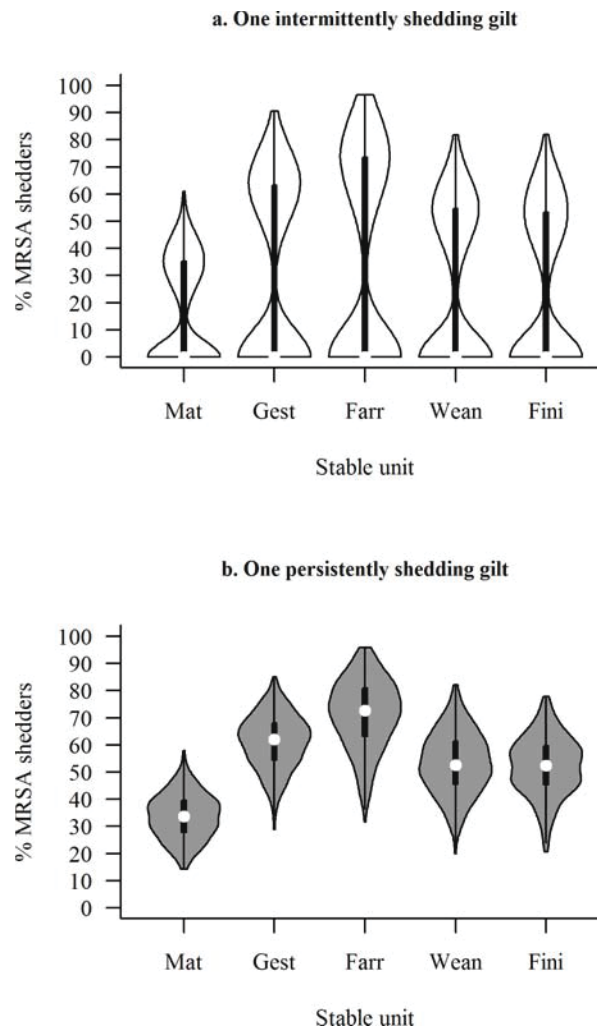 a. One intermittently shedding gilt
% MRSA shedders
100
90
80
70
60
50
40
30
20
10
0
Mat Gest Farr Wean Fini
Stable unit
b. One persistently shedding gilt
% MRSA shedders
100
90
80
70
60
50
40
30
20
10
0
Mat Gest Farr Wean Fini
Stable unit